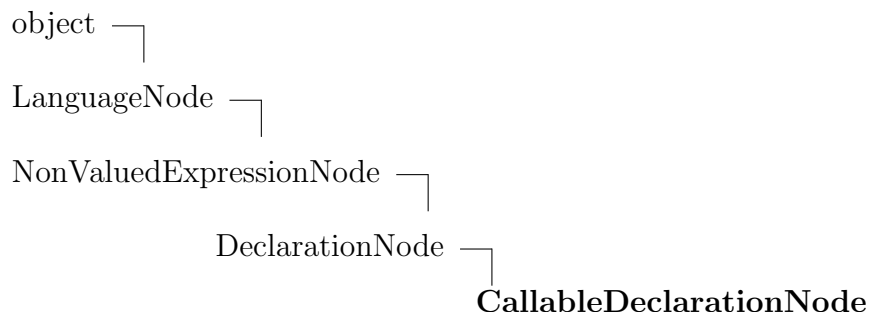 object
LanguageNode
NonValuedExpressionNode
DeclarationNode
CallableDeclarationNode